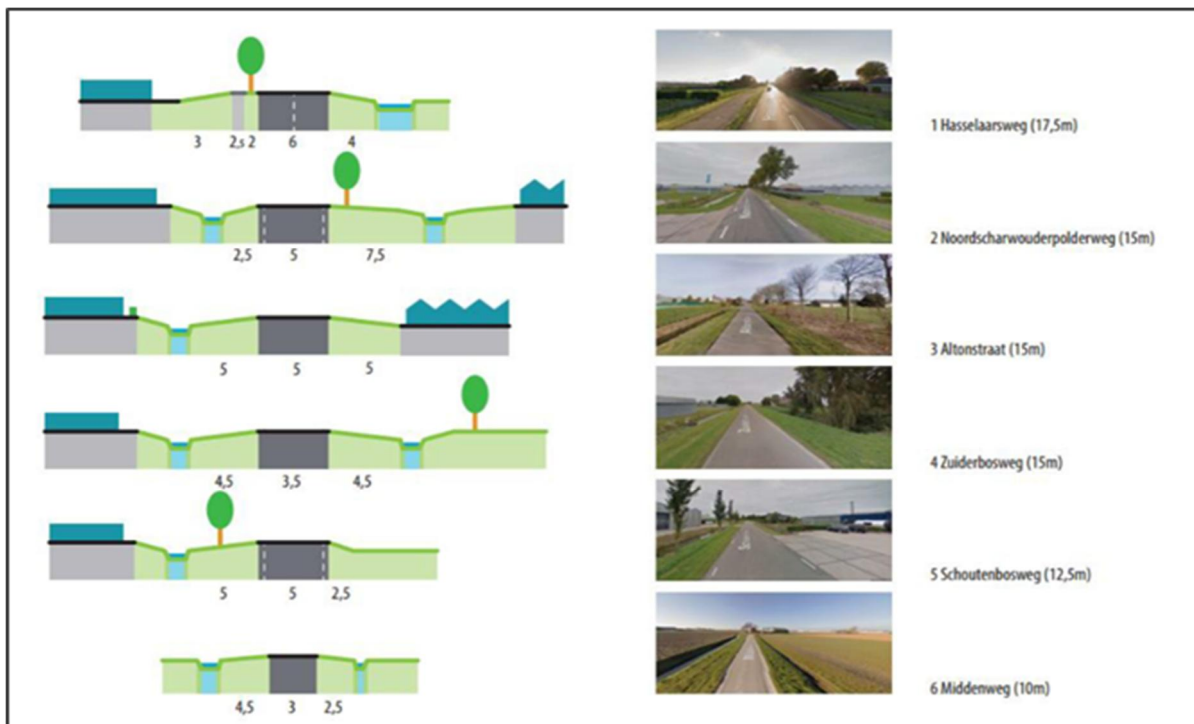 3 2,5 2 6 4
1 Hasselaarsweg (17,5m)
2,5 5 7,5
2 Noordscharwouderpolderweg (15m)
5 5 5
3 Altonstraat (15m)
4,5 3,5 4,5
4 Zuiderbosweg (15m)
5 5 2,5
5 Schoutenbosweg (12,5m)
4,5 3 2,5
6 Middenweg (10m)